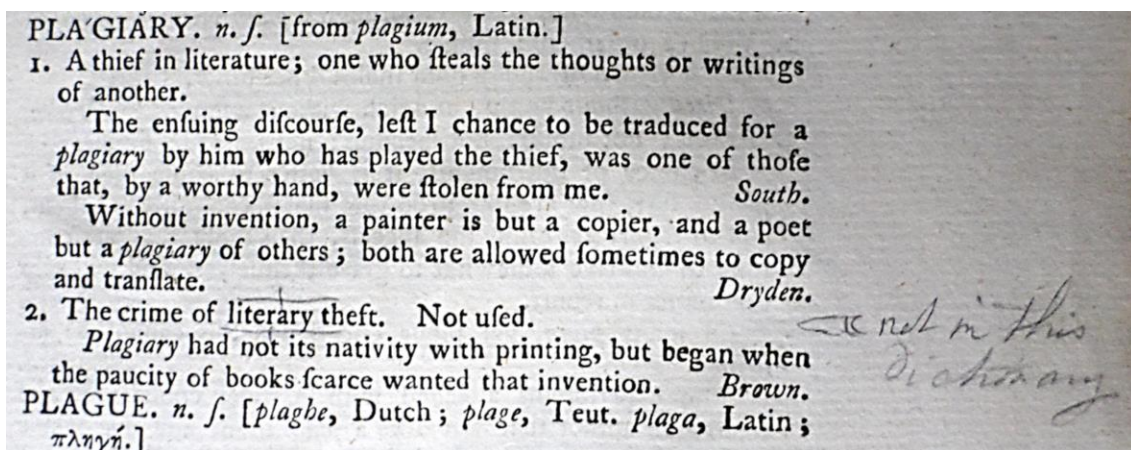 PLA'GIARY. n. ſ. [from plagium, Latin.]
1. A thief in literature; one who ſteals the thoughts or writings
of another.
The enſuing diſcourſe, leſt I chance to be traduced for a
plagiary by him who has played the thief, was one of thoſe
that, by a worthy hand, were ſtolen from me. South.
Without invention, a painter is but a copier, and a poet
but a plagiary of others; both are allowed ſometimes to copy
and tranſlate. Dryden.
2. The crime of literary theft. Not uſed.
Plagiary had not its nativity with printing, but began when
the paucity of books ſcarce wanted that invention. Brown.
PLAGUE. n. ſ. [plaghe, Dutch; plage, Teut. plaga, Latin;
πληγή.]
not in this
dictionary